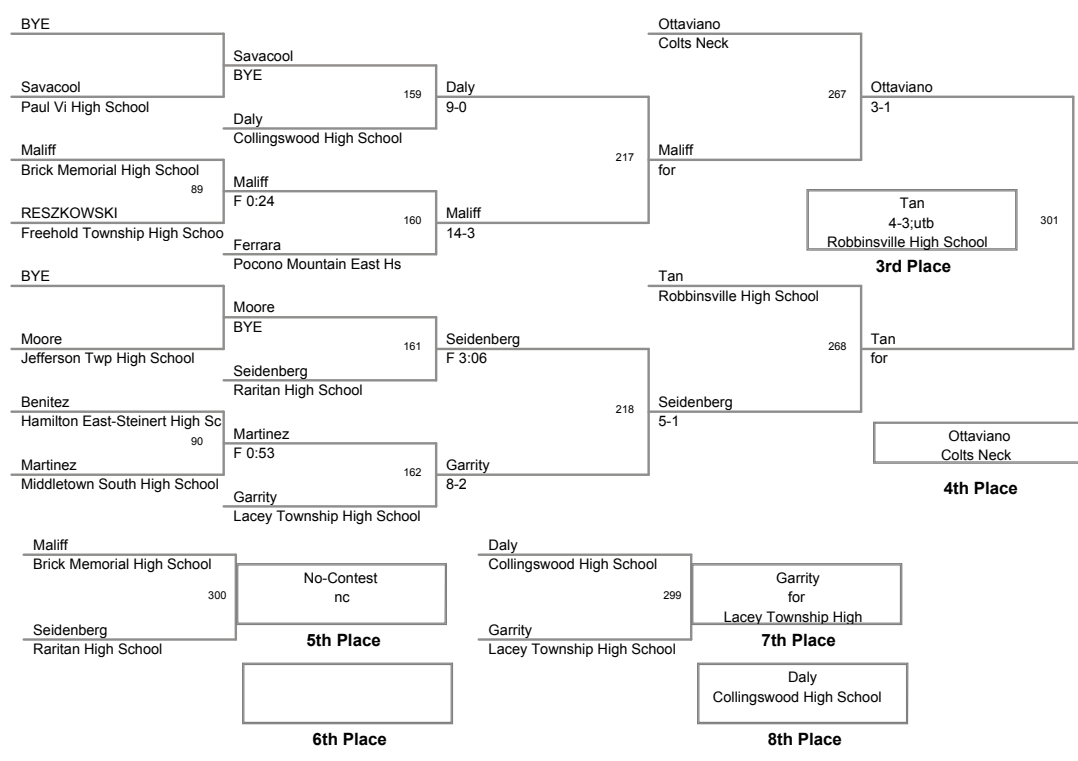 BYE
Savacool
Paul Vi High School
Maliff
Brick Memorial High School
89
RESZKOWSKI
Freehold Township High Schoo
BYE
Moore
Jefferson Twp High School
Benitez
Hamilton East-Steinert High Sc
90
Martinez
Middletown South High School
Savacool
BYE
159
Daly
Collingswood High School
Maliff
F 0:24
160
Ferrara
Pocono Mountain East Hs
Moore
BYE
161
Seidenberg
Raritan High School
Martinez
F 0:53
162
Garrity
Lacey Township High School
Daly
9-0
217
Maliff
14-3
Seidenberg
F 3:06
218
Garrity
8-2
Ottaviano
Colts Neck
267
Maliff
for
Tan
Robbinsville High School
268
Seidenberg
5-1
Ottaviano
3-1
301
Tan
for
Tan
4-3;utb
Robbinsville High School
3rd Place
Ottaviano
Colts Neck
4th Place
Maliff
Brick Memorial High School
300
Seidenberg
Raritan High School
No-Contest
nc
5th Place
6th Place
Daly
Collingswood High School
299
Garrity
Lacey Township High School
Garrity
for
Lacey Township High
7th Place
Daly
Collingswood High School
8th Place